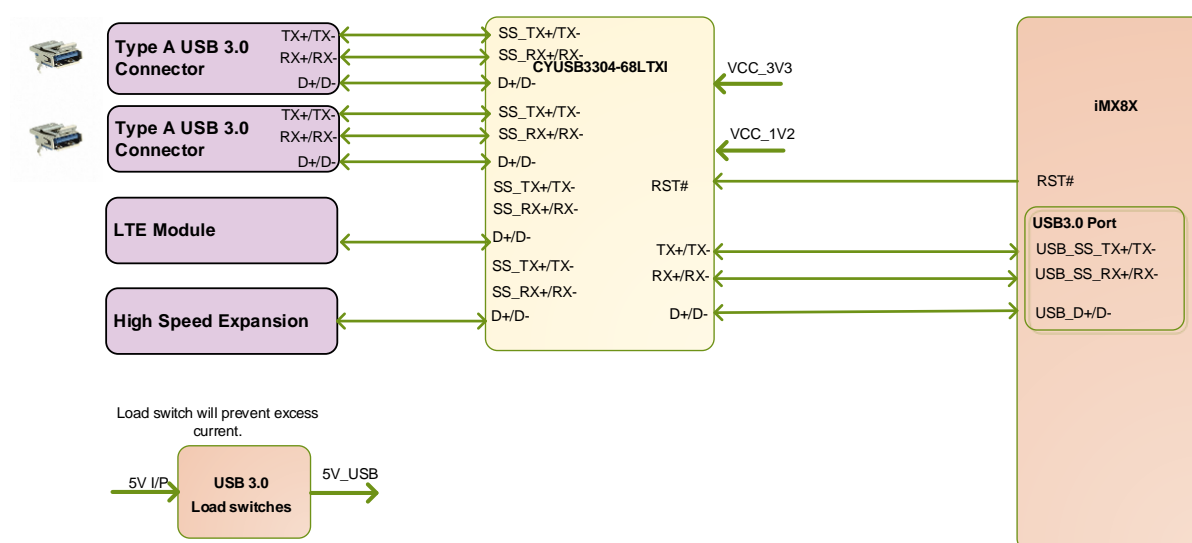 Type A USB 3.0
Connector
TX+/TX-
RX+/RX-
D+/D-
Type A USB 3.0
Connector
TX+/TX-
RX+/RX-
D+/D-
LTE Module
High Speed Expansion
SS_TX+/TX-
SS_RX+/RX-
CYUSB3304-68LTXI
D+/D-
SS_TX+/TX-
SS_RX+/RX-
D+/D-
SS_TX+/TX-
SS_RX+/RX-
D+/D-
SS_TX+/TX-
SS_RX+/RX-
D+/D-
RST#
TX+/TX-
RX+/RX-
D+/D-
VCC_3V3
VCC_1V2
iMX8X
RST#
USB3.0 Port
USB_SS_TX+/TX-
USB_SS_RX+/RX-
USB_D+/D-
Load switch will prevent excess
current.
5V I/P
USB 3.0
Load switches
5V_USB